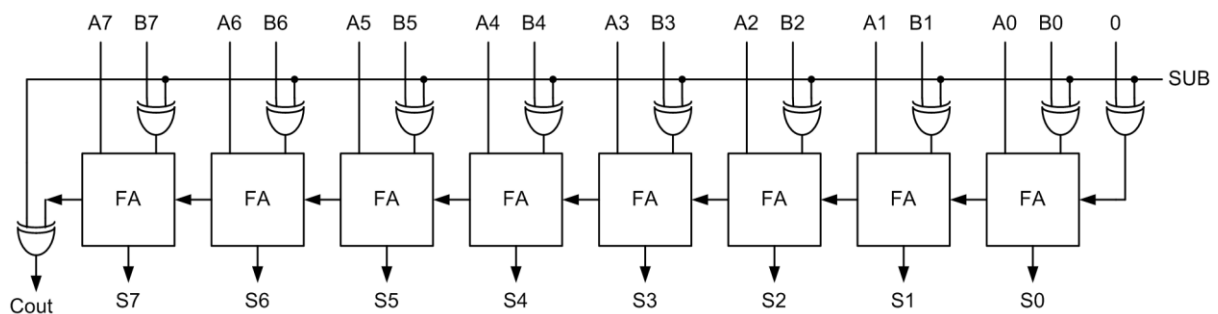 A7 B7 A6 B6 A5 B5 A4 B4 A3 B3 A2 B2 A1 B1 A0 B0 0
SUB
FA FA FA FA FA FA FA FA
Cout S7 S6 S5 S4 S3 S2 S1 S0